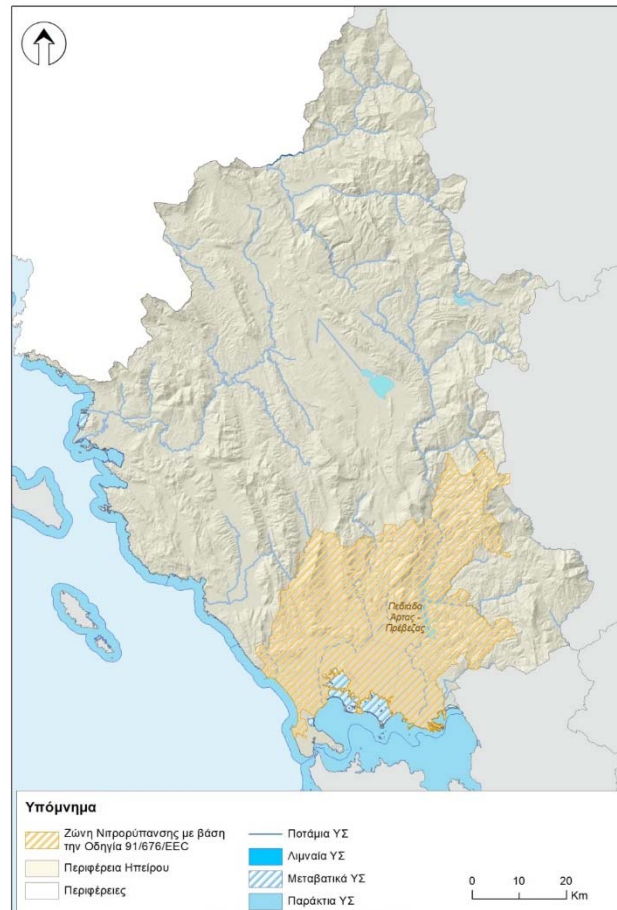 Πεδιάδα
Άρτας -
Πρέβεζας
Υπόμνημα
Ζώνη Νιτρορύπανσης με βάση
την Οδηγία 91/676/EEC
Περιφέρεια Ηπείρου
Περιφέρειες
Ποτάμια ΥΣ
Λιμναία ΥΣ
Μεταβατικά ΥΣ
Παράκτια ΥΣ
0 10 20
Km